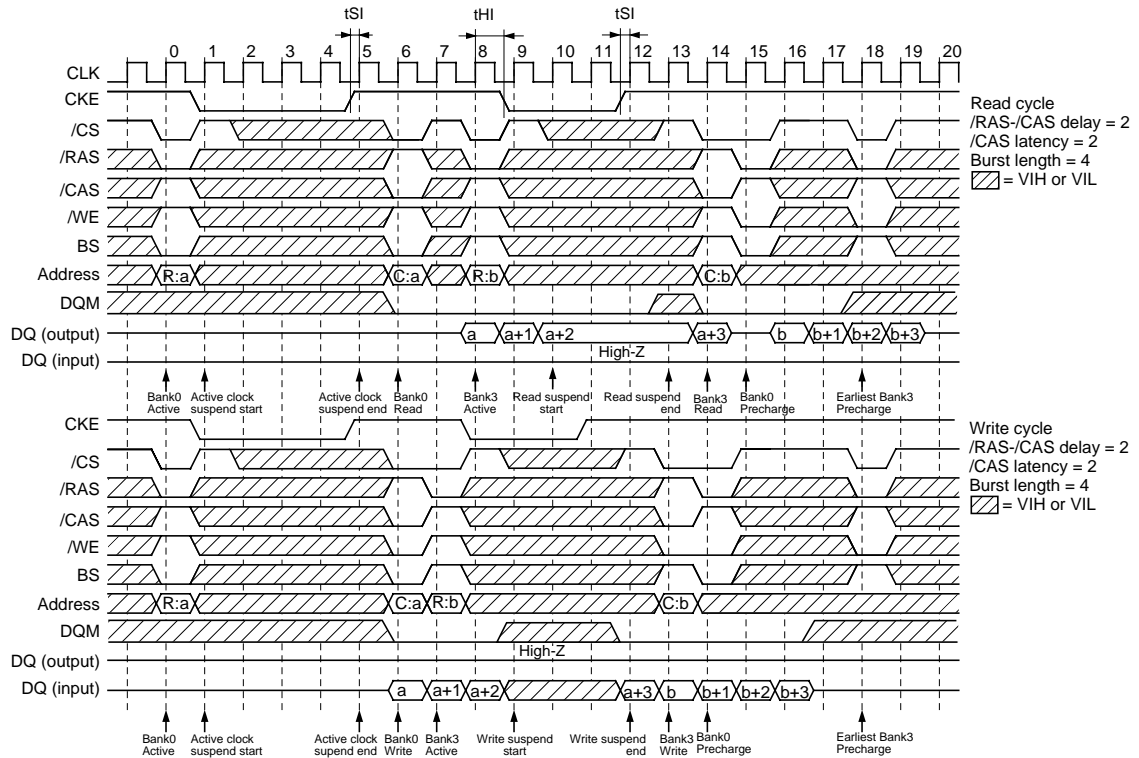 tSI tHI tSI
0 1 2 3 4 5 6 7 8 9 10 11 12 13 14 15 16 17 18 19 20
CLK
CKE
/CS
/RAS
/CAS
/WE
BS
Address R:a C:a R:b C:b
DQM
DQ (output) a a+1 a+2 a+3 b b+1 b+2 b+3
High-Z
DQ (input)
Bank0 Active clock Active clock Bank0 Bank3 Read suspend Read suspend Bank3 Bank0 Earliest Bank3
Active suspend start suspend end Read Active start end Read Precharge Precharge
Read cycle
/RAS-/CAS delay = 2
/CAS latency = 2
Burst length = 4
= VIH or VIL
CKE
/CS
/RAS
/CAS
/WE
BS
Address R:a C:a R:b C:b
DQM
High-Z
DQ (output)
DQ (input) a a+1 a+2 a+3 b b+1 b+2 b+3
Bank0 Active clock Active clock Bank0 Bank3 Write suspend Write suspend Bank3 Bank0 Earliest Bank3
Active suspend start supend end Write Active start end Write Precharge Precharge
Write cycle
/RAS-/CAS delay = 2
/CAS latency = 2
Burst length = 4
= VIH or VIL